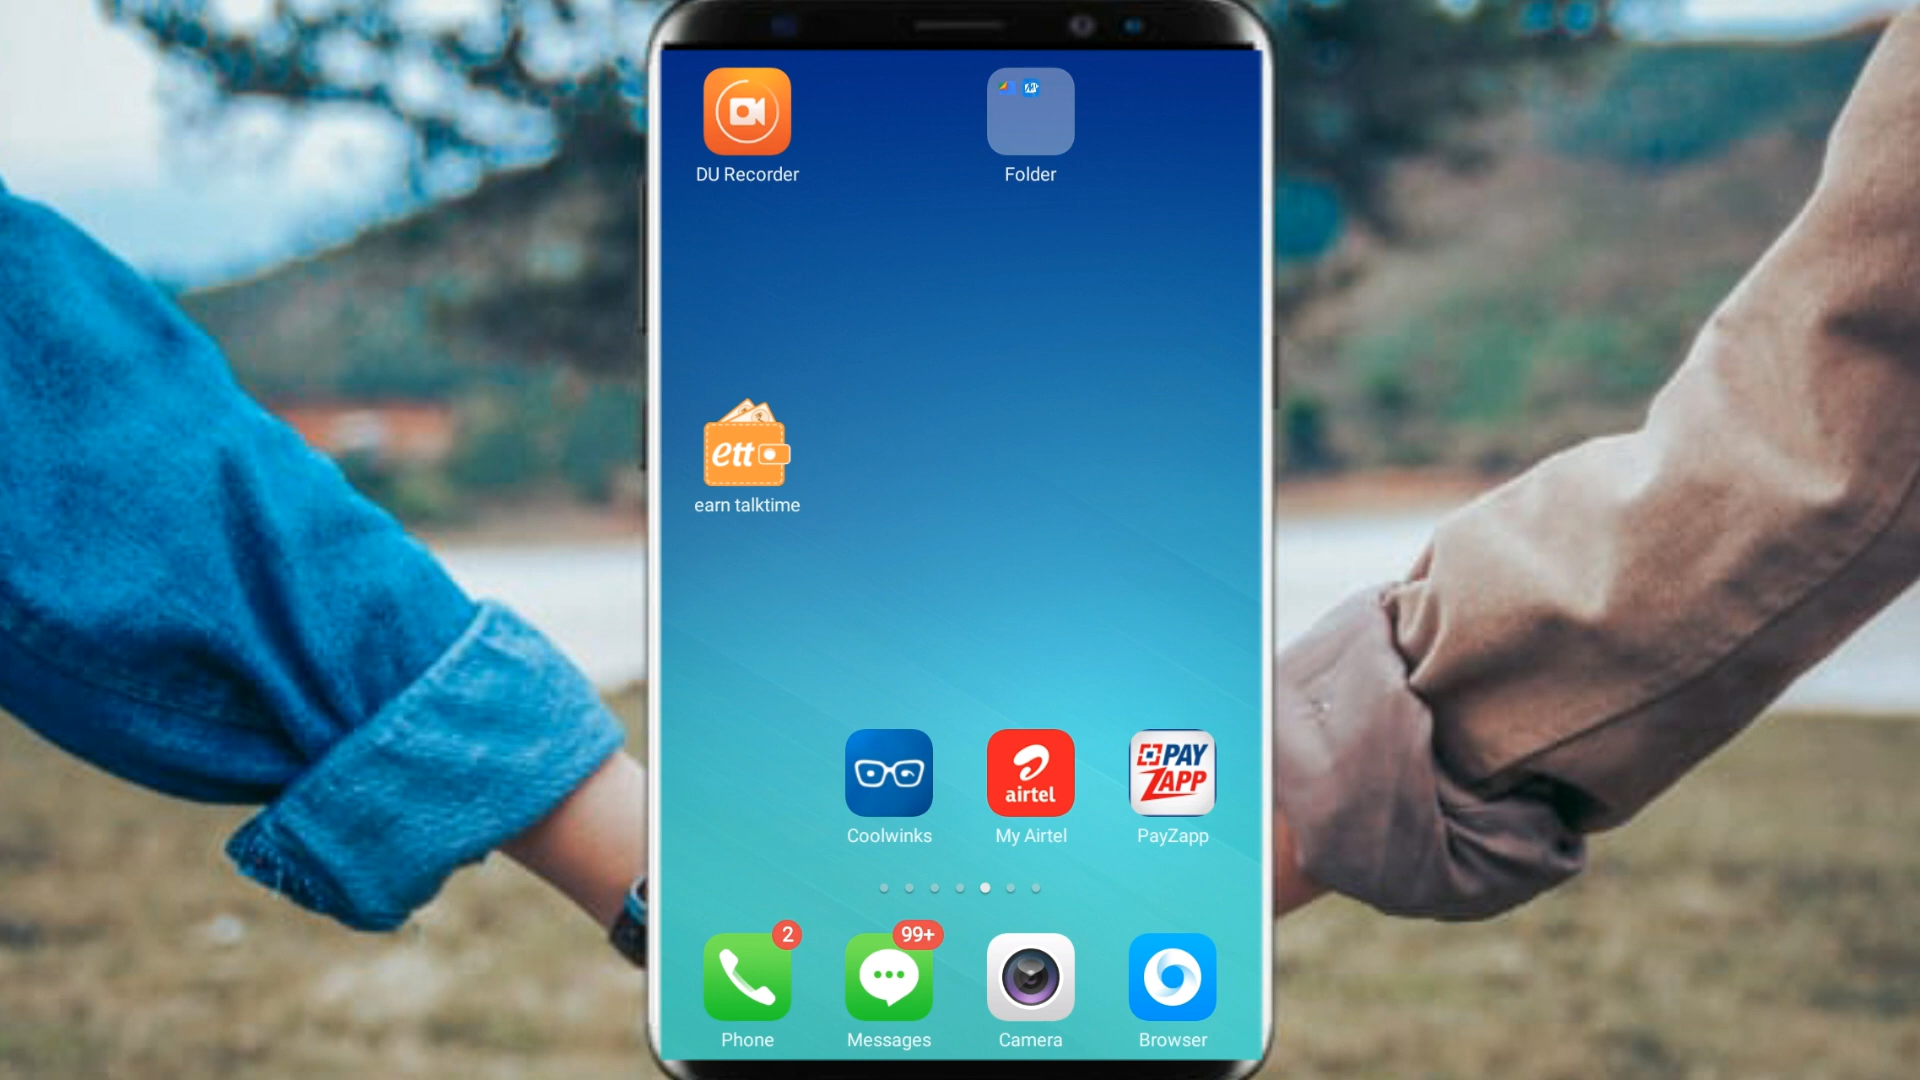 DU Recorder
Folder
ett
earn talktime
airtel
PAY
ZAPP
Coolwinks
My Airtel
PayZapp
2
99+
Phone
Messages
Camera
Browser